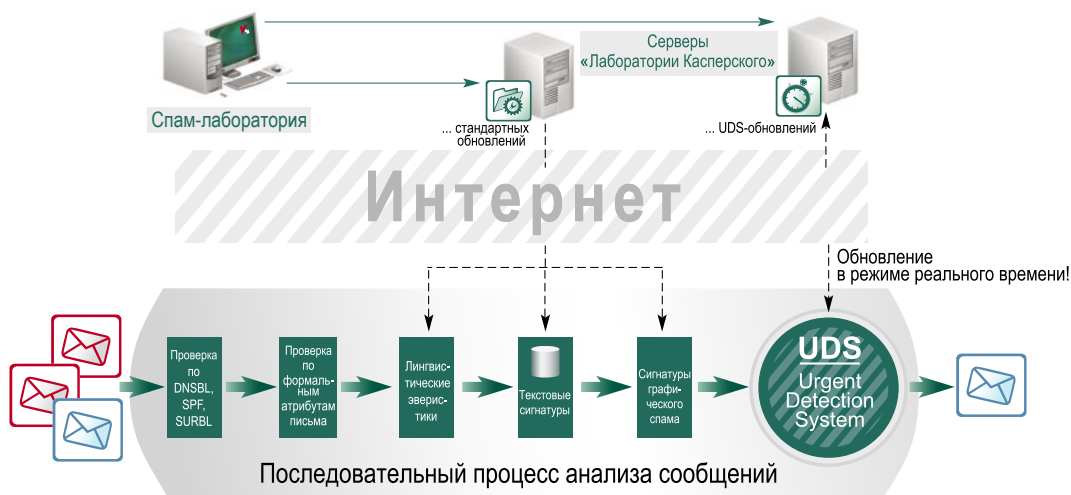 Серверы
«Лаборатории Касперского»
Спам-лаборатория
... стандартных
обновлений
... UDS-обновлений
Интернет
Обновление
в режиме реального времени!
Проверка
по
DNSBL,
SPF,
SURBL
Проверка
по
формаль-
ным
атрибутам
письма
Лингвис-
тические
эверис-
тики
Текстовые
сигнатуры
Сигнатуры
графи-
ческого
спама
UDS
Urgent
Detection
System
Последовательный процесс анализа сообщений